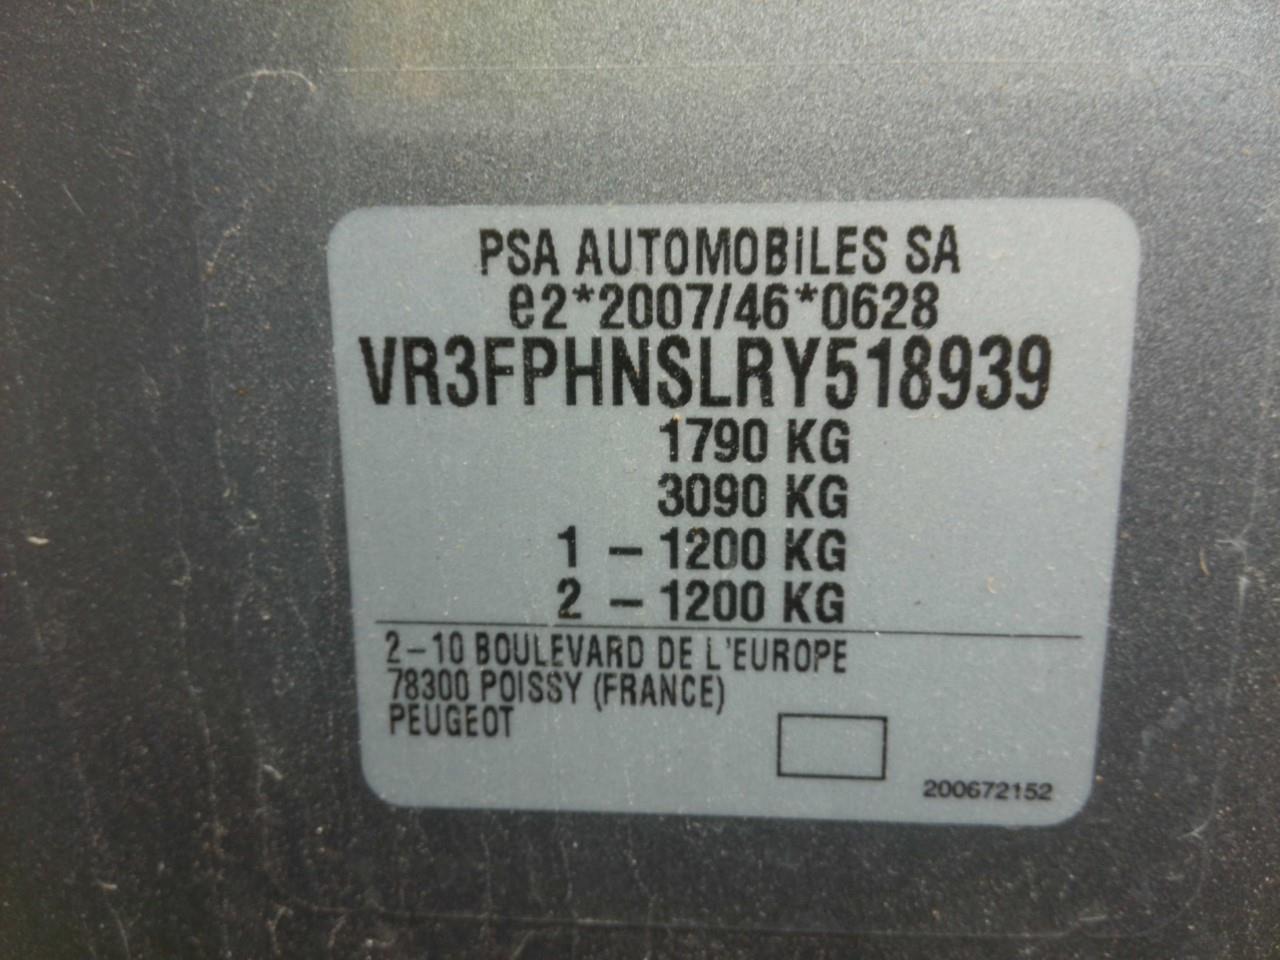 PSA AUTOMOBILES SA
e2*2007/46*0628
VR3FPHNSLRY518939
1790 KG
3090 KG
1 – 1200 KG
2 – 1200 KG
2–10 BOULEVARD DE L'EUROPE
78300 POISSY (FRANCE)
PEUGEOT
200672152